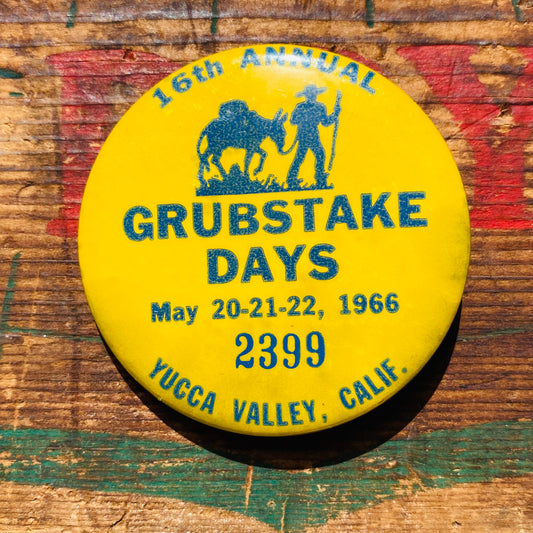 16th ANNUAL
GRUBSTAKE
DAYS
May 20-21-22, 1966
2399
YUCCA VALLEY, CALIF.